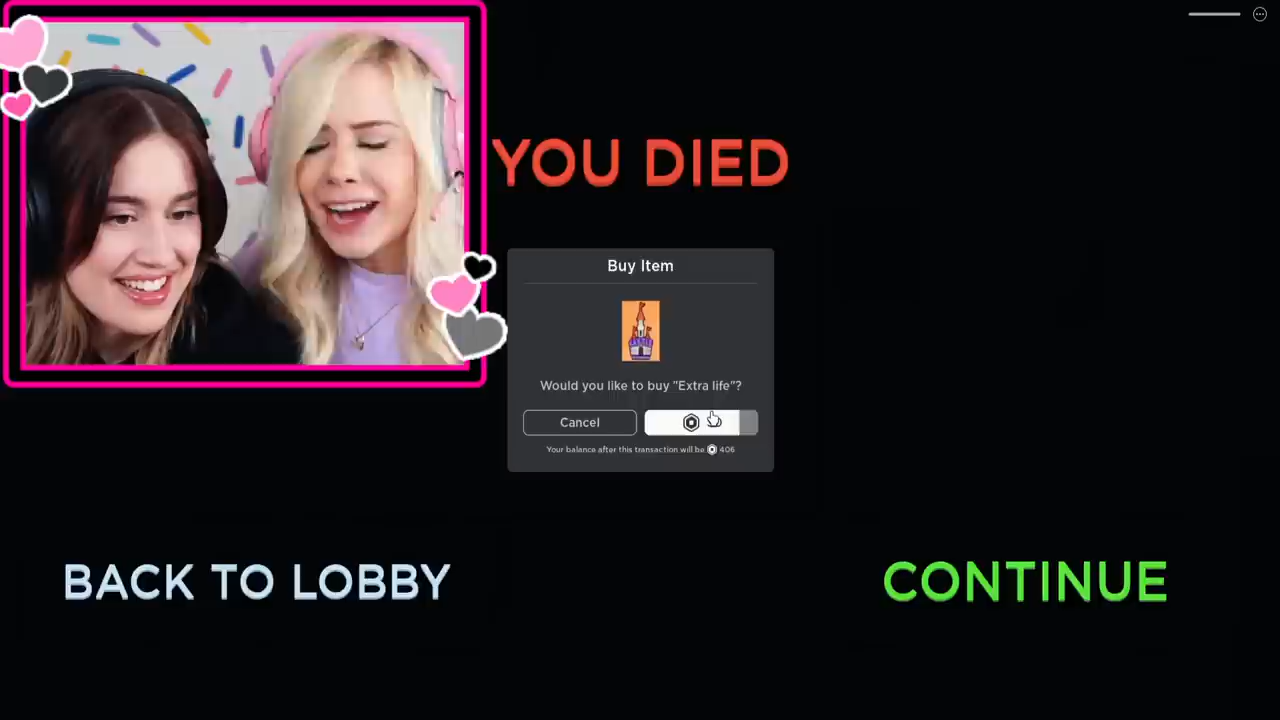 YOU DIED
Buy Item
Would you like to buy "Extra life"?
Cancel
Your balance after this transaction will be 406
BACK TO LOBBY
CONTINUE